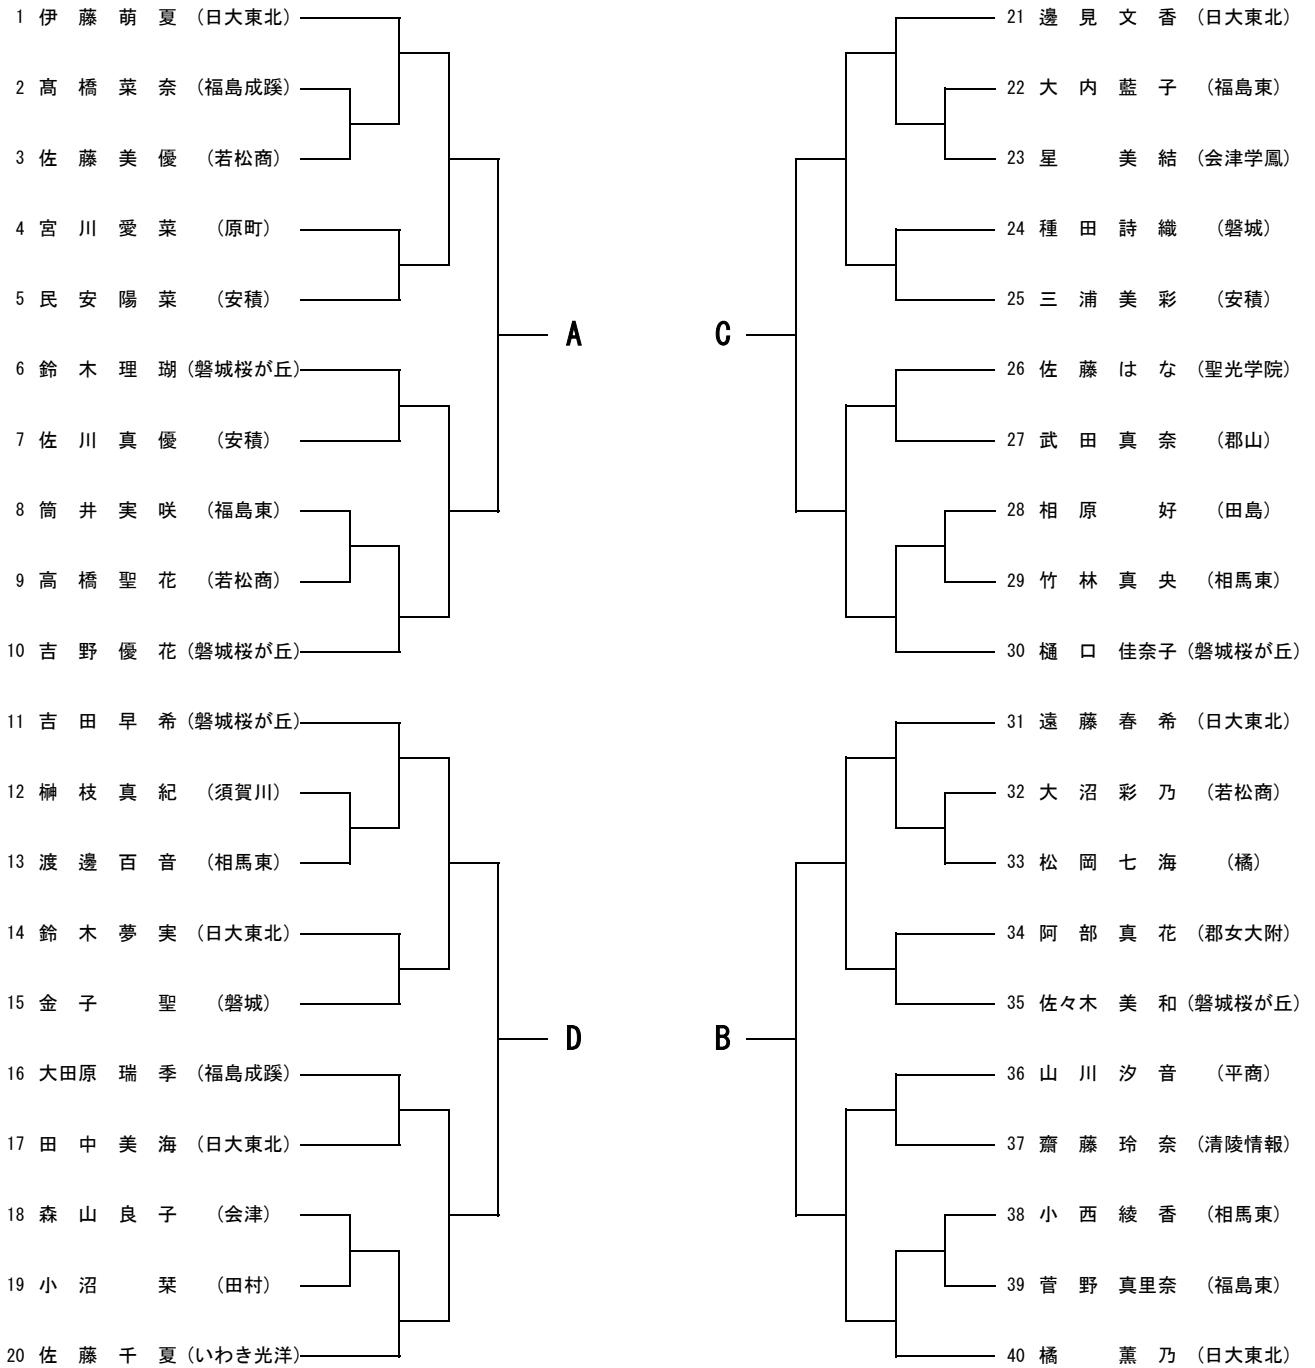 1 伊 藤 萌 夏 (日大東北)
2 髙 橋 菜 奈 (福島成蹊)
3 佐 藤 美 優 (若松商)
4 宮 川 愛 菜 (原町)
5 民 安 陽 菜 (安積)
A
6 鈴 木 理 瑚 (磐城桜が丘)
7 佐 川 真 優 (安積)
8 筒 井 実 咲 (福島東)
9 高 橋 聖 花 (若松商)
10 吉 野 優 花 (磐城桜が丘)
11 吉 田 早 希 (磐城桜が丘)
12 榊 枝 真 紀 (須賀川)
13 渡 邊 百 音 (相馬東)
14 鈴 木 夢 実 (日大東北)
15 金 子 聖 (磐城)
D
16 大田原 瑞 季 (福島成蹊)
17 田 中 美 海 (日大東北)
18 森 山 良 子 (会津)
19 小 沼 栞 (田村)
20 佐 藤 千 夏 (いわき光洋)
21 邊 見 文 香 (日大東北)
22 大 内 藍 子 (福島東)
23 星 美 結 (会津学鳳)
24 種 田 詩 織 (磐城)
25 三 浦 美 彩 (安積)
C
26 佐 藤 は な (聖光学院)
27 武 田 真 奈 (郡山)
28 相 原 好 (田島)
29 竹 林 真 央 (相馬東)
30 樋 口 佳奈子 (磐城桜が丘)
31 遠 藤 春 希 (日大東北)
32 大 沼 彩 乃 (若松商)
33 松 岡 七 海 (橘)
34 阿 部 真 花 (郡女大附)
35 佐々木 美 和 (磐城桜が丘)
B
36 山 川 汐 音 (平商)
37 齋 藤 玲 奈 (清陵情報)
38 小 西 綾 香 (相馬東)
39 菅 野 真里奈 (福島東)
40 橘 薫 乃 (日大東北)